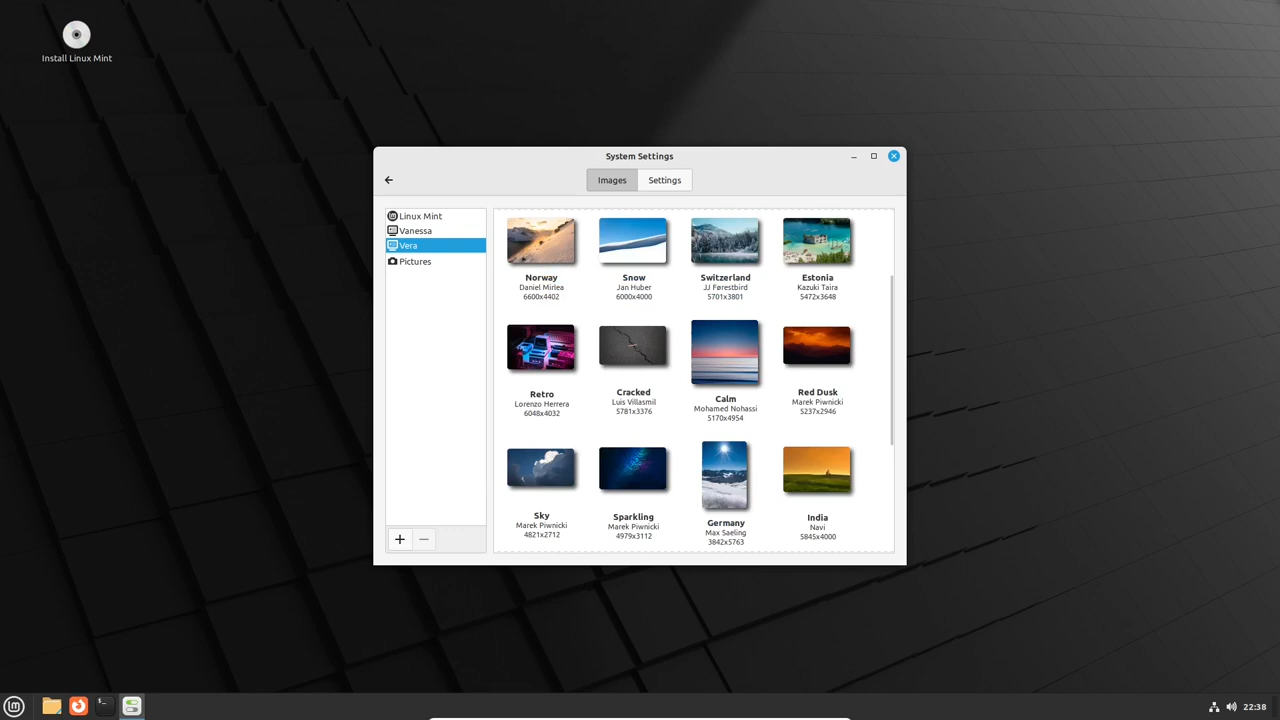 Install Linux Mint
System Settings
Images
Settings
Linux Mint
Vanessa
Vera
Pictures
Norway
Daniel Mirlea
6600x4402
Snow
Jan Huber
6000x4000
Switzerland
JJ Førestbird
5701x3801
Estonia
Kazuki Taira
5472x3648
Retro
Lorenzo Herrera
6048x4032
Cracked
Luis Villasmil
5781x3376
Calm
Mohamed Nohassi
5170x4954
Red Dusk
Marek Piwnicki
5237x2946
Sky
Marek Piwnicki
4821x2712
Sparkling
Marek Piwnicki
4979x3112
Germany
Max Saeling
3842x5763
India
Navi
5845x4000
22:38